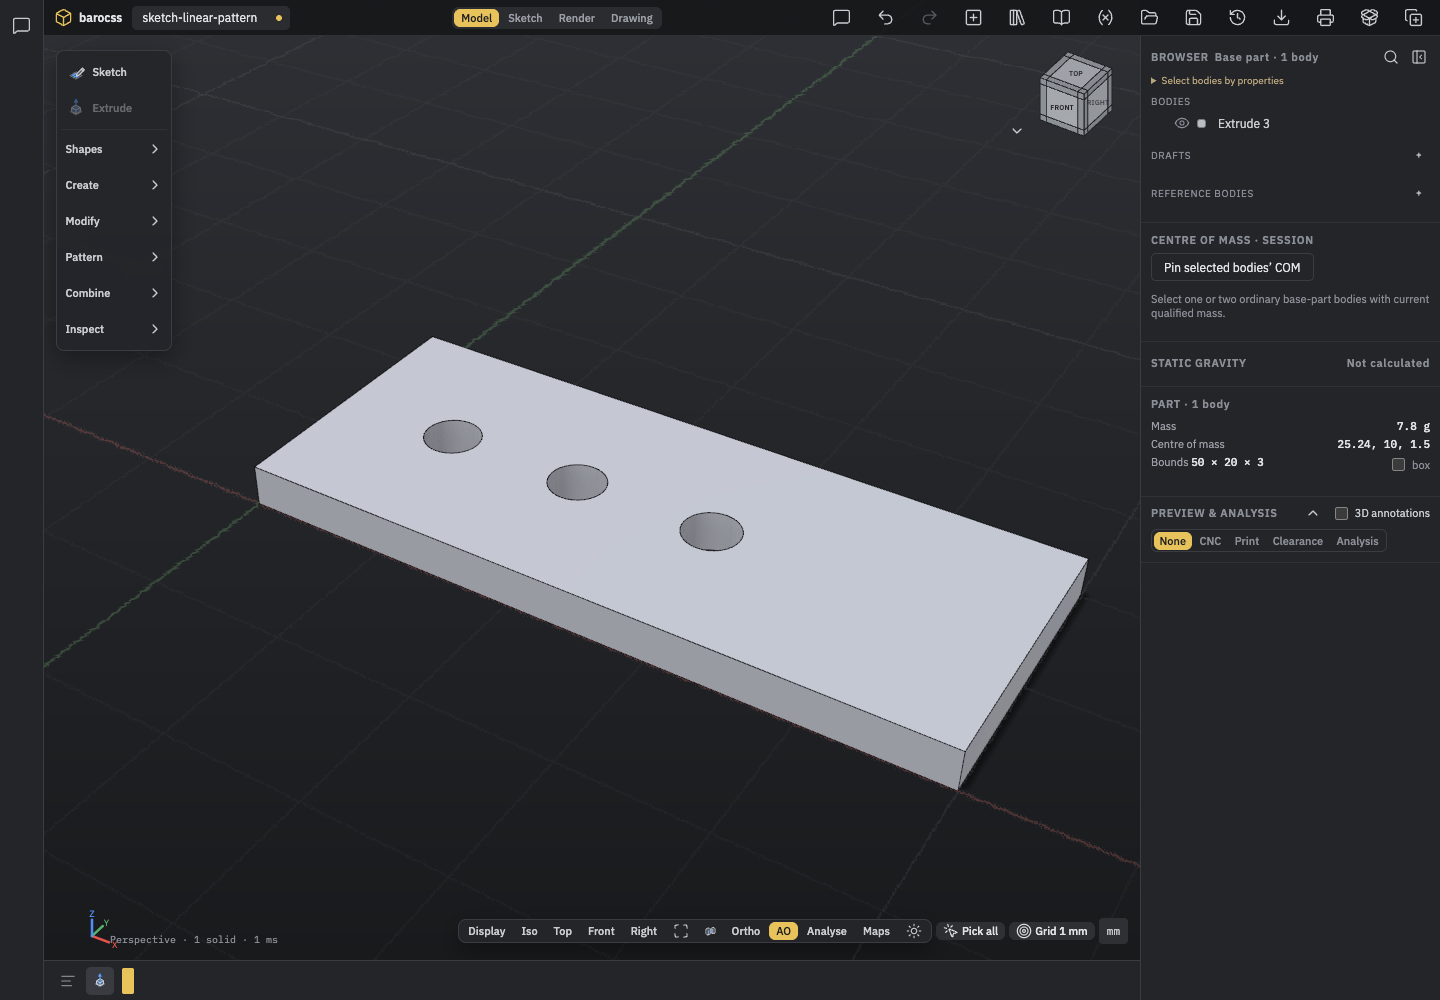 barocss
sketch-linear-pattern
Model Sketch Render Drawing
Sketch
Extrude
Shapes
Create
Modify
Pattern
Combine
Inspect
TOP
FRONT
RIGHT
BROWSER Base part · 1 body
Select bodies by properties
BODIES
Extrude 3
DRAFTS
REFERENCE BODIES
CENTRE OF MASS · SESSION
Pin selected bodies’ COM
Select one or two ordinary base-part bodies with current
qualified mass.
STATIC GRAVITY Not calculated
PART · 1 body
Mass 7.8 g
Centre of mass 25.24, 10, 1.5
Bounds 50 × 20 × 3 box
PREVIEW & ANALYSIS 3D annotations
None CNC Print Clearance Analysis
Z
Y
X
Perspective · 1 solid · 1 ms
Display Iso Top Front Right Ortho AO Analyse Maps Pick all Grid 1 mm mm